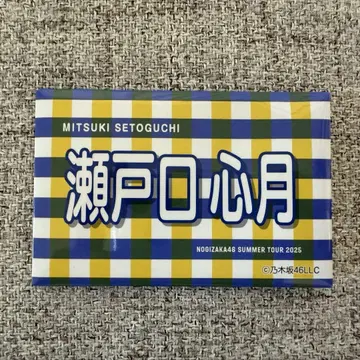 MITSUKI SETOGUCHI
瀬戸口 心月
NOGIZAKA46 SUMMER TOUR 2025
©乃木坂46LLC